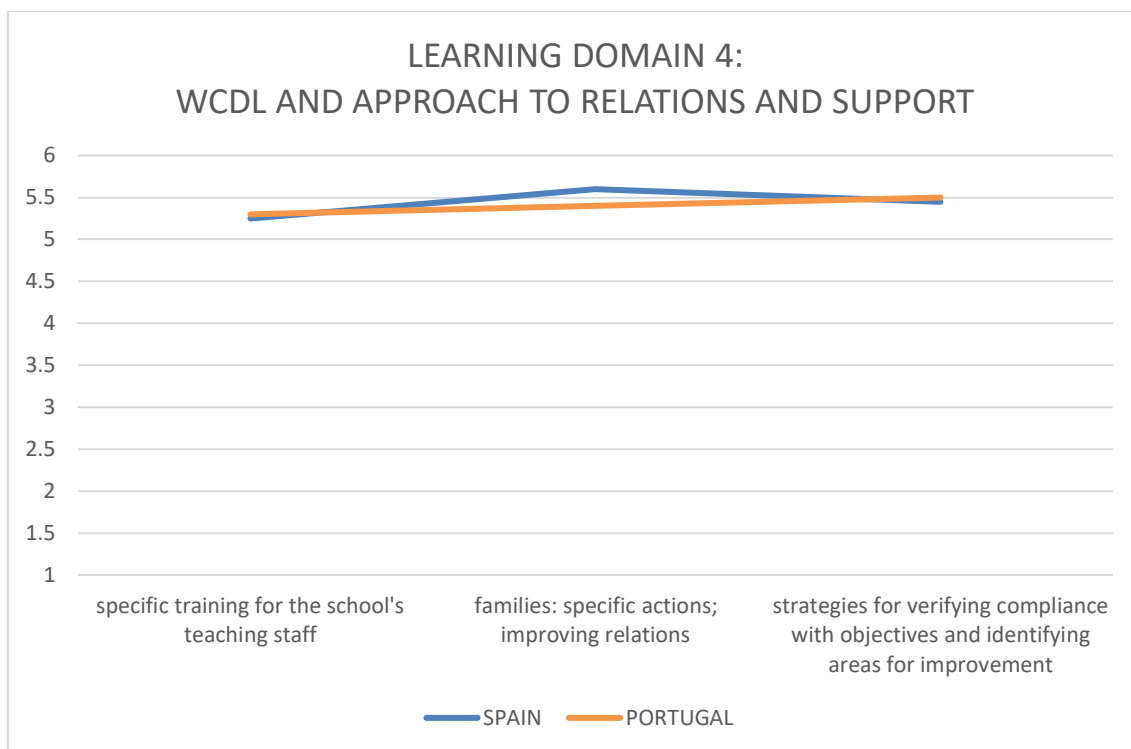 LEARNING DOMAIN 4:
WCDL AND APPROACH TO RELATIONS AND SUPPORT
6
5.5
5
4.5
4
3.5
3
2.5
2
1.5
1
specific training for the school's
teaching staff
families: specific actions;
improving relations
strategies for verifying compliance
with objectives and identifying
areas for improvement
SPAIN
PORTUGAL